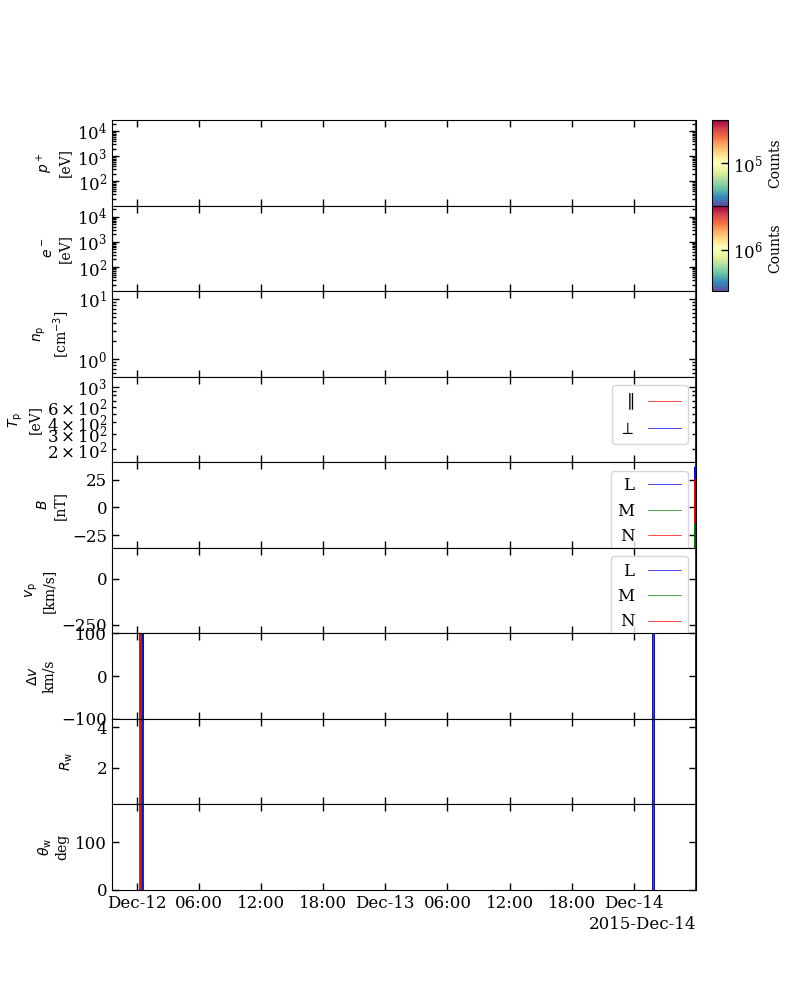 10⁴
10³
10²
p⁺
[eV]
10⁵
Counts
10⁴
10³
10²
e⁻
[eV]
10⁶
Counts
10¹
10⁰
nₚ
[cm⁻³]
10³
6 × 10²
4 × 10²
3 × 10²
2 × 10²
Tₚ
[eV]
∥
⊥
25
0
−25
B
[nT]
L
M
N
0
−250
vₚ
[km/s]
L
M
N
100
0
−100
Δv
km/s
4
2
R_w
100
0
θ_w
deg
Dec-12 06:00 12:00 18:00 Dec-13 06:00 12:00 18:00 Dec-14
2015-Dec-14